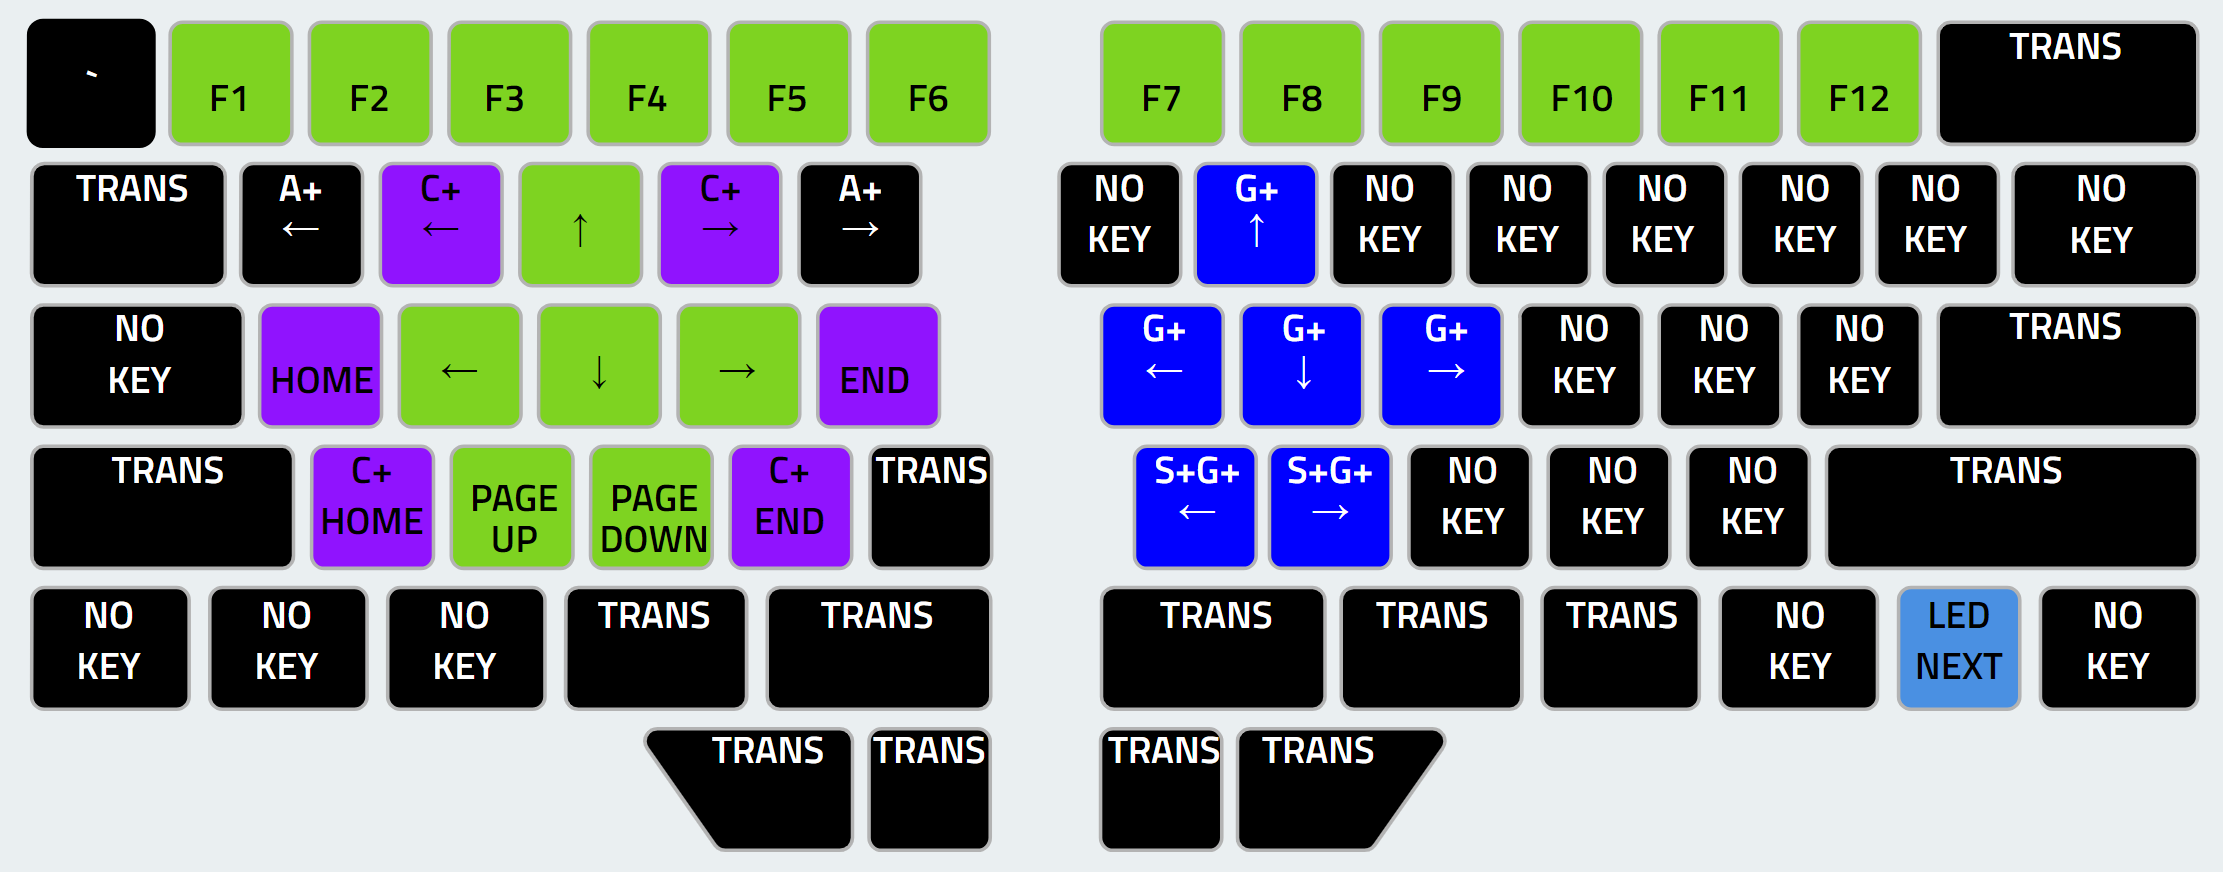 ` F1 F2 F3 F4 F5 F6 F7 F8 F9 F10 F11 F12 TRANS
TRANS A+ C+ C+ A+ NO G+ NO NO NO NO NO NO
← ← ↑ → → KEY ↑ KEY KEY KEY KEY KEY KEY
NO G+ G+ G+ NO NO NO TRANS
KEY HOME ← ↓ → END ← ↓ → KEY KEY KEY
TRANS C+ PAGE PAGE C+ TRANS S+G+ S+G+ NO NO NO TRANS
HOME UP DOWN END ← → KEY KEY KEY
NO NO NO TRANS TRANS TRANS TRANS TRANS NO LED NO
KEY KEY KEY KEY NEXT KEY
TRANS TRANS TRANS TRANS